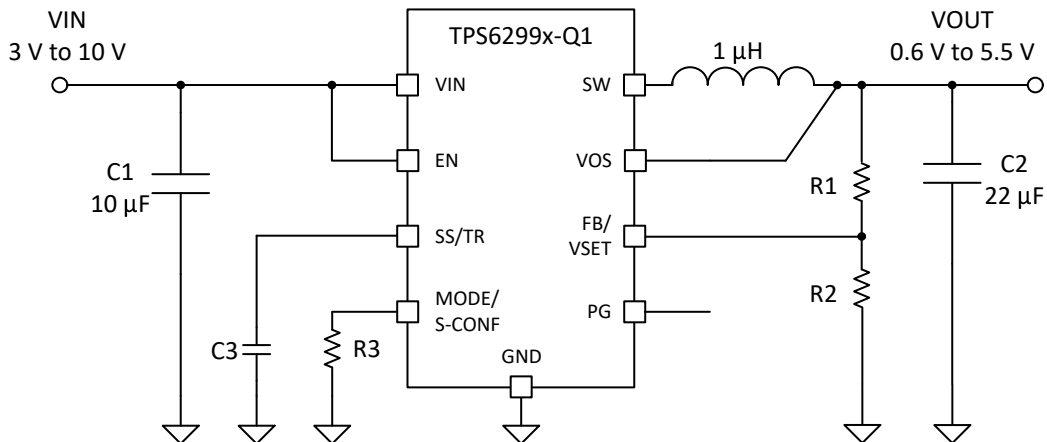 VIN
3 V to 10 V
TPS6299x-Q1
VOUT
0.6 V to 5.5 V
1 µH
VIN
SW
EN
VOS
C1
10 µF
R1
C2
22 µF
SS/TR
FB/
VSET
MODE/
S-CONF
R2
PG
C3
R3
GND